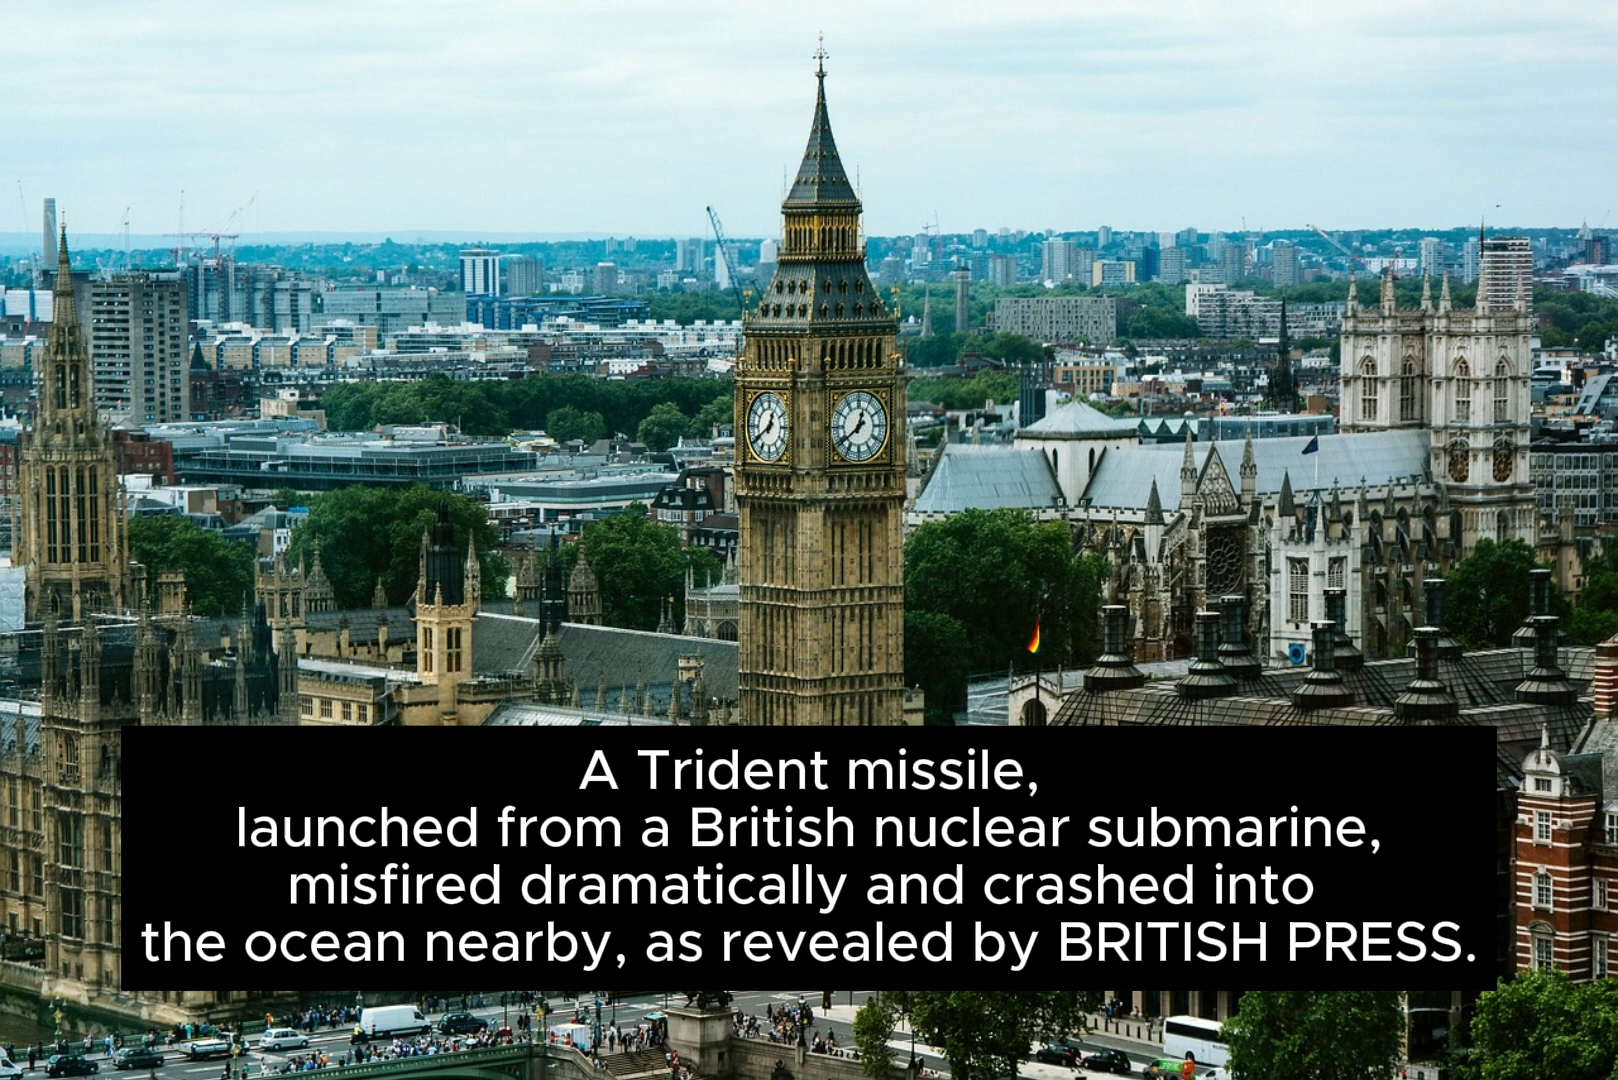 A Trident missile,
launched from a British nuclear submarine,
misfired dramatically and crashed into
the ocean nearby, as revealed by BRITISH PRESS.